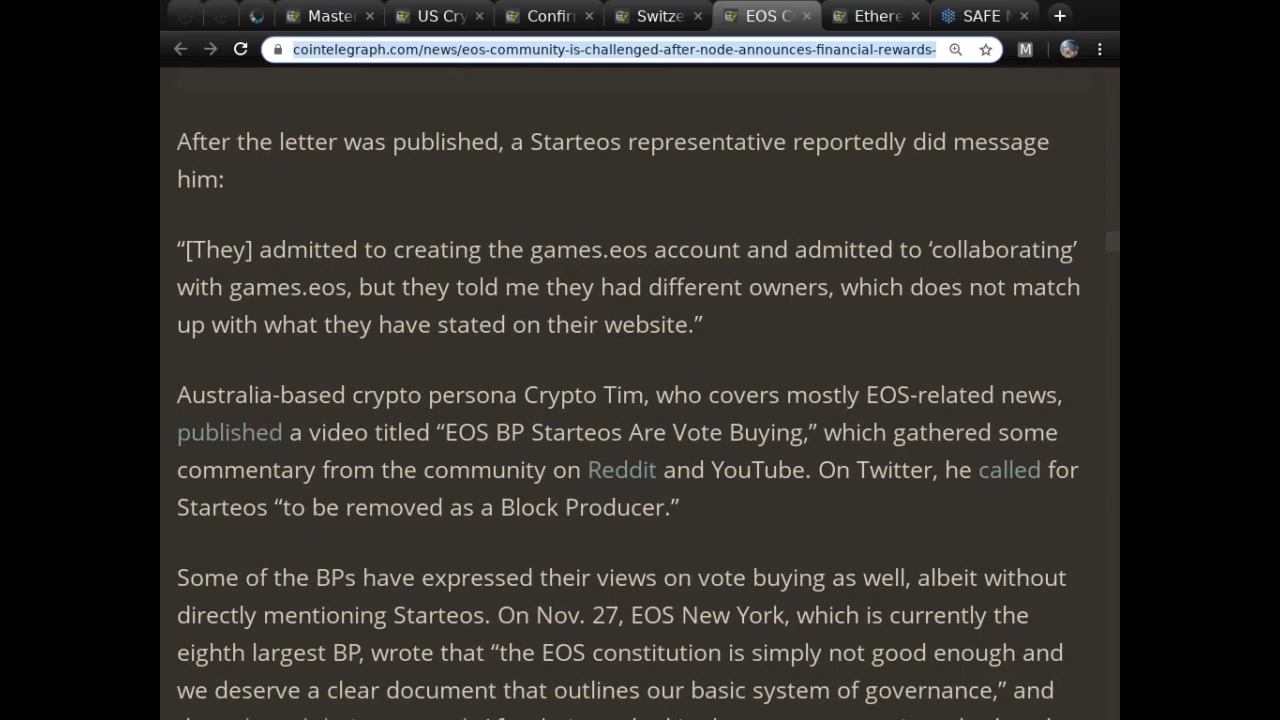 Master
US Cry
Confir
Switze
EOS C
Ethere
SAFE
cointelegraph.com/news/eos-community-is-challenged-after-node-announces-financial-rewards-
M
After the letter was published, a Starteos representative reportedly did message
him:
“[They] admitted to creating the games.eos account and admitted to ‘collaborating’
with games.eos, but they told me they had different owners, which does not match
up with what they have stated on their website.”
Australia-based crypto persona Crypto Tim, who covers mostly EOS-related news,
published a video titled “EOS BP Starteos Are Vote Buying,” which gathered some
commentary from the community on Reddit and YouTube. On Twitter, he called for
Starteos “to be removed as a Block Producer.”
Some of the BPs have expressed their views on vote buying as well, albeit without
directly mentioning Starteos. On Nov. 27, EOS New York, which is currently the
eighth largest BP, wrote that “the EOS constitution is simply not good enough and
we deserve a clear document that outlines our basic system of governance,” and